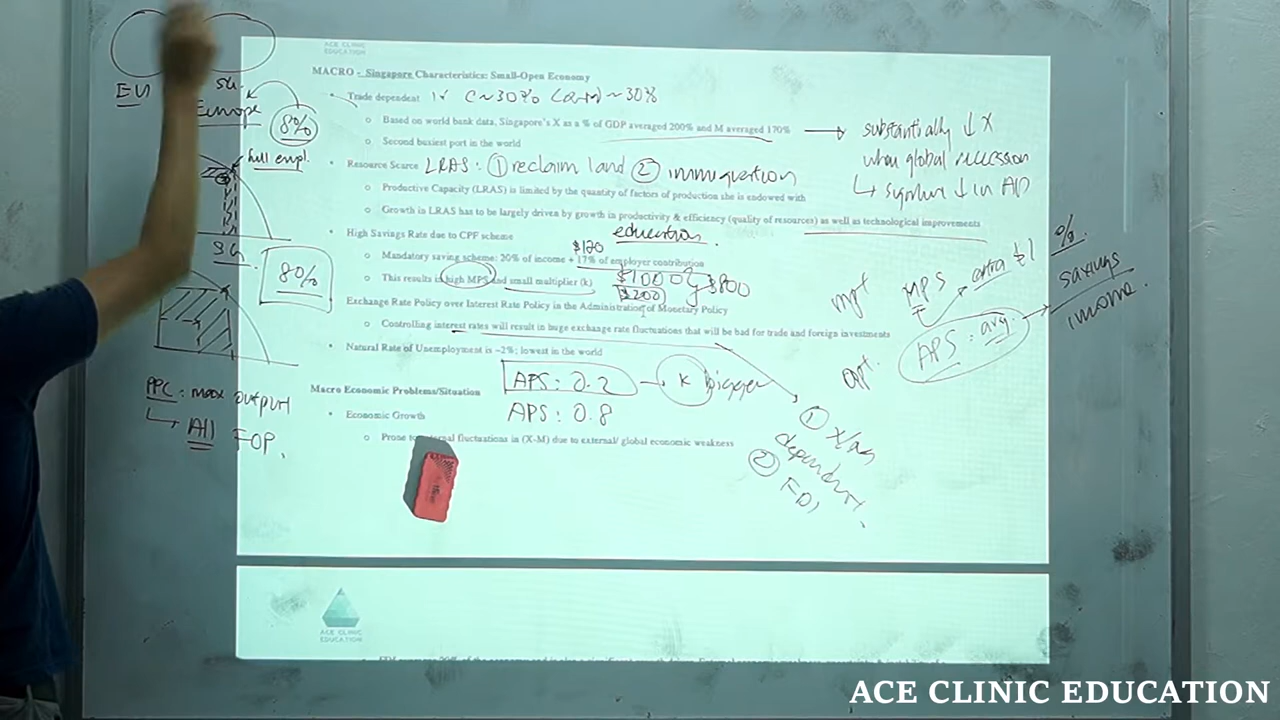 ACE CLINIC
EDUCATION
MACRO - Singapore Characteristics: Small-Open Economy
Trade dependent C ~ 30% ~ 30%
Based on world bank data, Singapore's X as a % of GDP averaged 200% and M averaged 170%
Second busiest port in the world
Resource Scarce LRAS: ① reclaim land ② immigration
Productive Capacity (LRAS) is limited by the quantity of factors of production she is endowed with
Growth in LRAS has to be largely driven by growth in productivity & efficiency (quality of resources) as well as technological improvements
education.
High Savings Rate due to CPF scheme
$120
Mandatory saving scheme: 20% of income + 17% of employer contribution
This results in high MPS and small multiplier (k)
$1000 $800
$200
Exchange Rate Policy over Interest Rate Policy in the Administration of Monetary Policy
Controlling interest rates will result in huge exchange rate fluctuations that will be bad for trade and foreign investments
Natural Rate of Unemployment is ~2%; lowest in the world
Macro Economic Problems/Situation
APS: 0.2 → k bigger
APS: 0.8
Economic Growth
Prone to fluctuations in (X-M) due to external/ global economic weakness
EU
SG
Europe
80%
full empl.
SG
80%
PPC: max output
↳ All FOP.
→ substantially ↓ X
when global recession
↳ ↓ in AD
mpt MPS → extra $1
apt. APS: avg. → % savings
income.
① X/M
dependent.
② FDI
ACE CLINIC
EDUCATION
ACE CLINIC EDUCATION